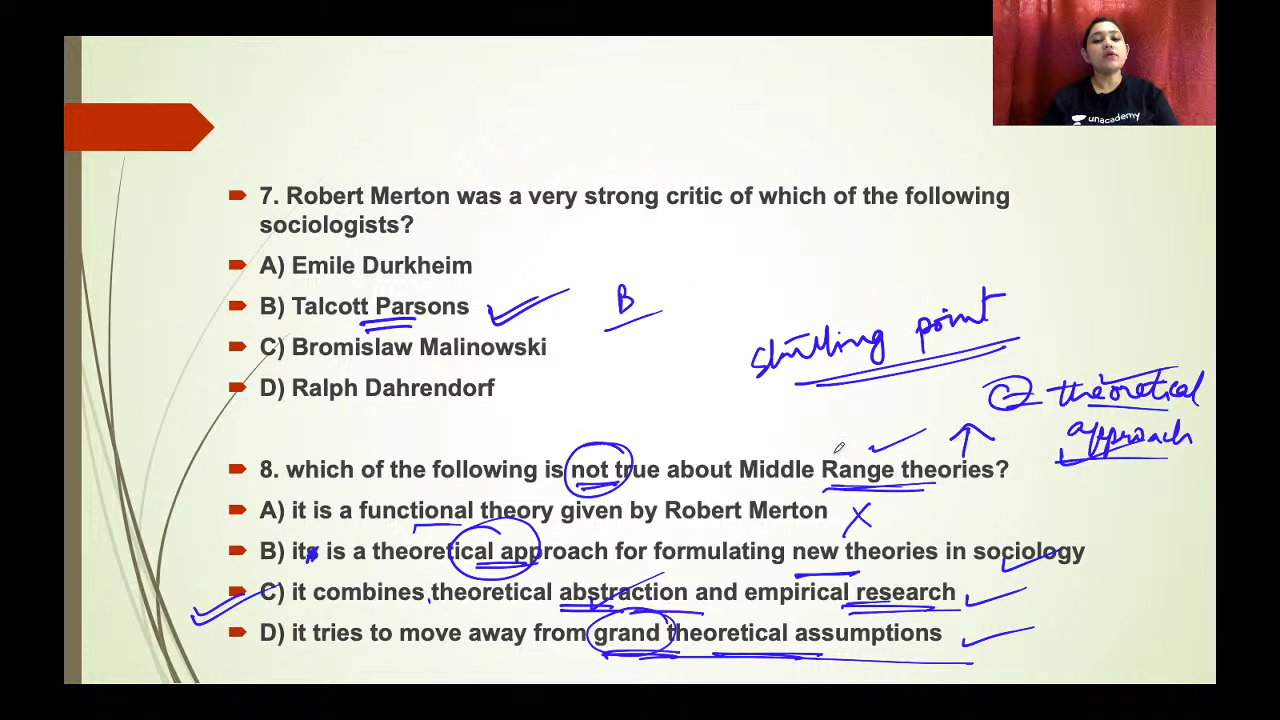 unacademy
7. Robert Merton was a very strong critic of which of the following
sociologists?
A) Emile Durkheim
B) Talcott Parsons
B
C) Bromislaw Malinowski
D) Ralph Dahrendorf
point
theoretical
approach
8. which of the following is not true about Middle Range theories?
A) it is a functional theory given by Robert Merton
B) its is a theoretical approach for formulating new theories in sociology
C) it combines theoretical abstraction and empirical research
D) it tries to move away from grand theoretical assumptions